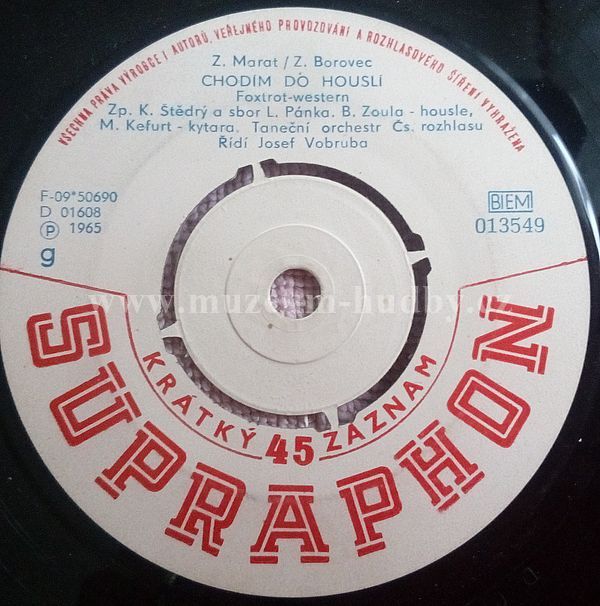 VŠECHNA PRÁVA VÝROBCE I AUTORŮ, VEŘEJNÉHO PROVOZOVÁNÍ A ROZHLASOVÉHO ŠÍŘENÍ VYHRAŽENA
Z. Marat / Z. Borovec
CHODÍM DO HOUSLÍ
Foxtrot-western
Zp. K. Štědrý a sbor L. Pánka. B. Zoula - housle,
M. Kefurt - kytara. Taneční orchestr Čs. rozhlasu
Řídí Josef Vobruba
F-09*50690
D 01608
Ⓟ 1965
g
BIEM
013549
www.muzeum-hudby.cz
KRÁTKÝ 45 ZÁZNAM
SUPRAPHON